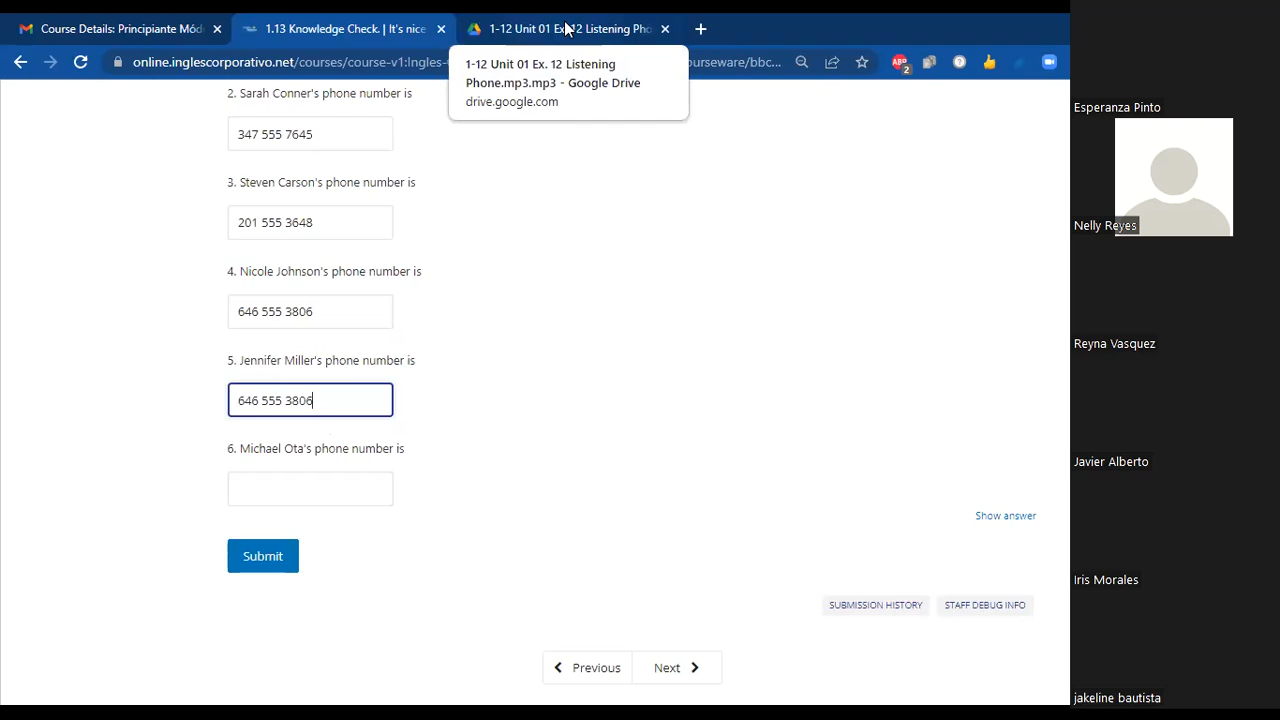 Course Details: Principiante Mód
1.13 Knowledge Check. | It's nice
1-12 Unit 01 Ex. 12 Listening Pho
online.inglescorporativo.net/courses/course-v1:Ingles-
urseware/bbc...
2
1-12 Unit 01 Ex. 12 Listening
Phone.mp3.mp3 - Google Drive
drive.google.com
2. Sarah Conner's phone number is
347 555 7645
3. Steven Carson's phone number is
201 555 3648
4. Nicole Johnson's phone number is
646 555 3806
5. Jennifer Miller's phone number is
646 555 3806
6. Michael Ota's phone number is
Show answer
Submit
SUBMISSION HISTORY
STAFF DEBUG INFO
Previous
Next
Esperanza Pinto
Nelly Reyes
Reyna Vasquez
Javier Alberto
Iris Morales
jakeline bautista